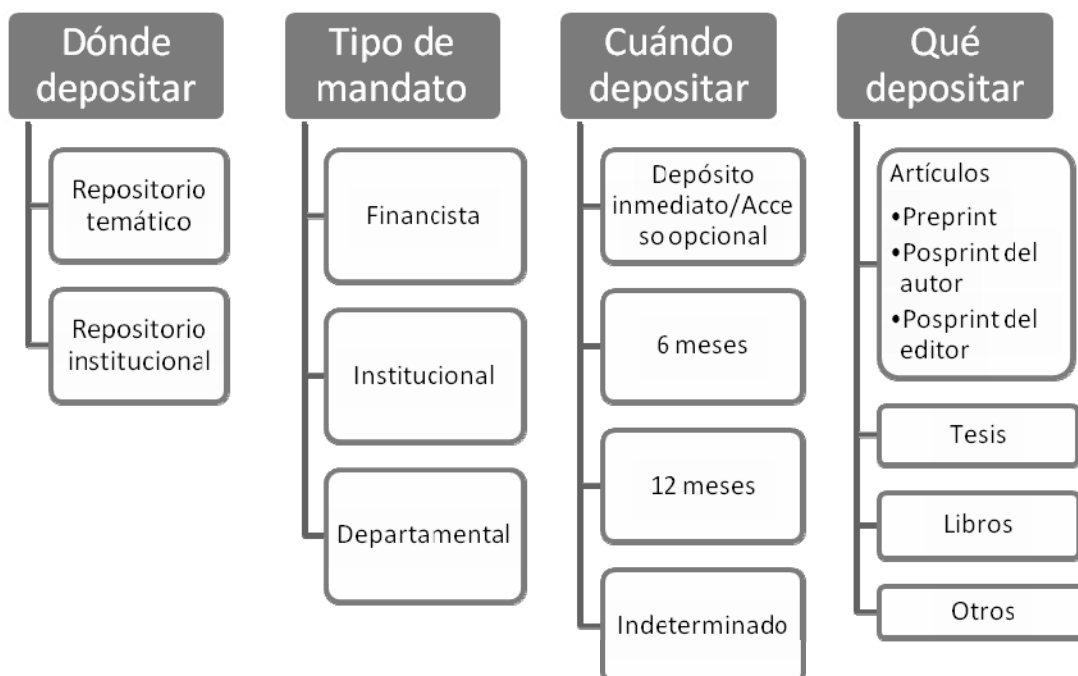 Dónde
depositar
Repositorio
temático
Repositorio
institucional
Tipo de
mandato
Financista
Institucional
Departamental
Cuándo
depositar
Depósito
inmediato/Acce
so opcional
6 meses
12 meses
Indeterminado
Qué
depositar
Artículos
•Preprint
•Posprint del
autor
•Posprint del
editor
Tesis
Libros
Otros